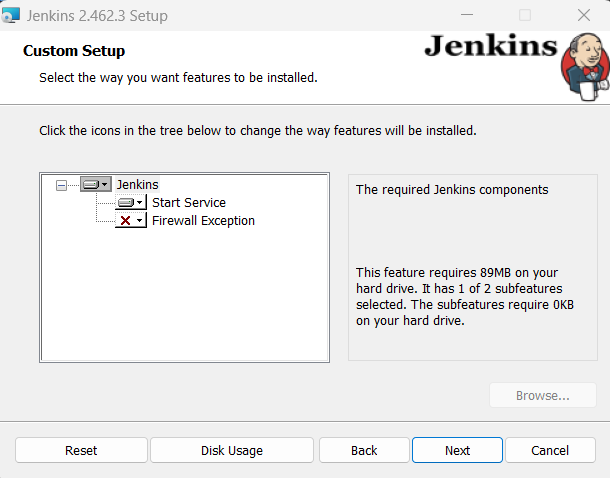 Jenkins 2.462.3 Setup
Custom Setup
Select the way you want features to be installed.
Jenkins
Click the icons in the tree below to change the way features will be installed.
Jenkins
Start Service
Firewall Exception
The required Jenkins components
This feature requires 89MB on your
hard drive. It has 1 of 2 subfeatures
selected. The subfeatures require 0KB
on your hard drive.
Browse...
Reset
Disk Usage
Back
Next
Cancel